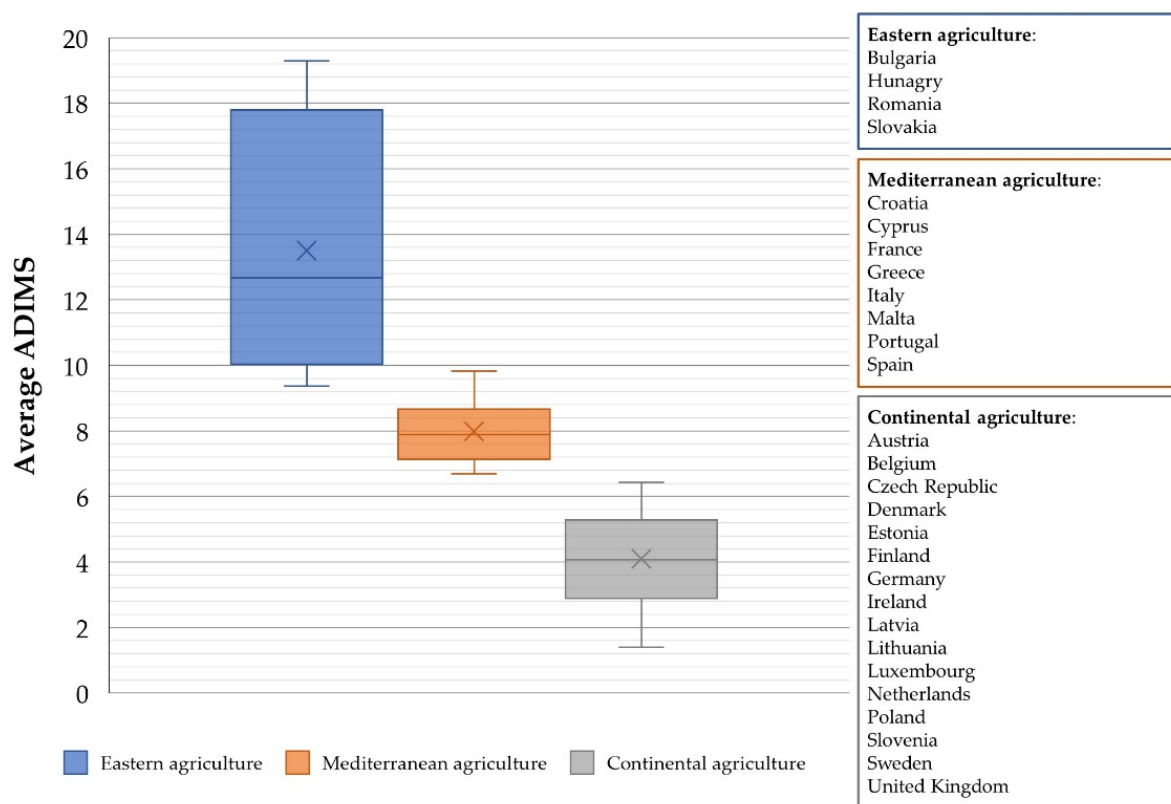 Average ADIMS
20
18
16
14
12
10
8
6
4
2
0
Eastern agriculture
Mediterranean agriculture
Continental agriculture
Eastern agriculture:
Bulgaria
Hunagry
Romania
Slovakia
Mediterranean agriculture:
Croatia
Cyprus
France
Greece
Italy
Malta
Portugal
Spain
Continental agriculture:
Austria
Belgium
Czech Republic
Denmark
Estonia
Finland
Germany
Ireland
Latvia
Lithuania
Luxembourg
Netherlands
Poland
Slovenia
Sweden
United Kingdom